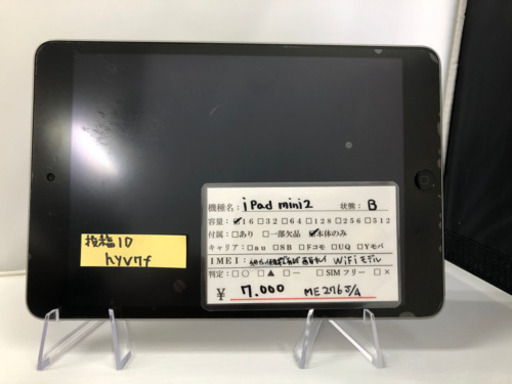 投稿ID
hyv7f
機種名：iPad mini2 状態：B
容量：☑16 □32 □64 □128 □256 □512
付属：□あり □一部欠品 ☑本体のみ
キャリア：□au □SB □ドコモ □UQ □Yモバ
IMEI WiFiモデル
判定：□○ □▲ □ー □SIMフリー □×
¥ 7.000 ME276J/A